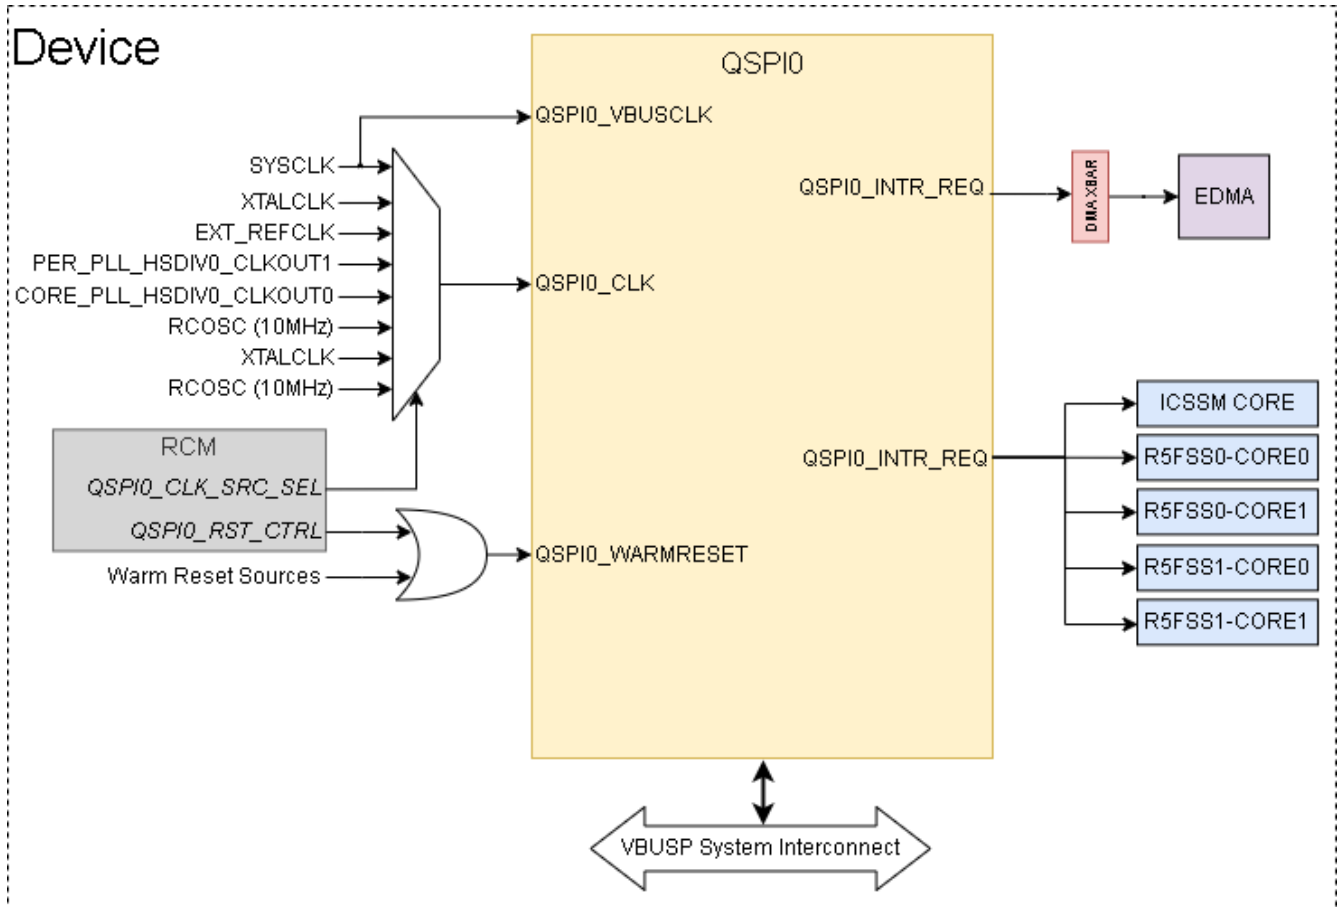 Device
QSPI0
QSPI0_VBUSCLK
SYSCLK
XTALCLK
EXT_REFCLK
PER_PLL_HSDIV0_CLKOUT1
CORE_PLL_HSDIV0_CLKOUT0
RCOSC (10MHz)
XTALCLK
RCOSC (10MHz)
QSPI0_CLK
RCM
QSPI0_CLK_SRC_SEL
QSPI0_RST_CTRL
Warm Reset Sources
QSPI0_WARMRESET
QSPI0_INTR_REQ
DMA XBAR
EDMA
QSPI0_INTR_REQ
ICSSM CORE
R5FSS0-CORE0
R5FSS0-CORE1
R5FSS1-CORE0
R5FSS1-CORE1
VBUSP System Interconnect